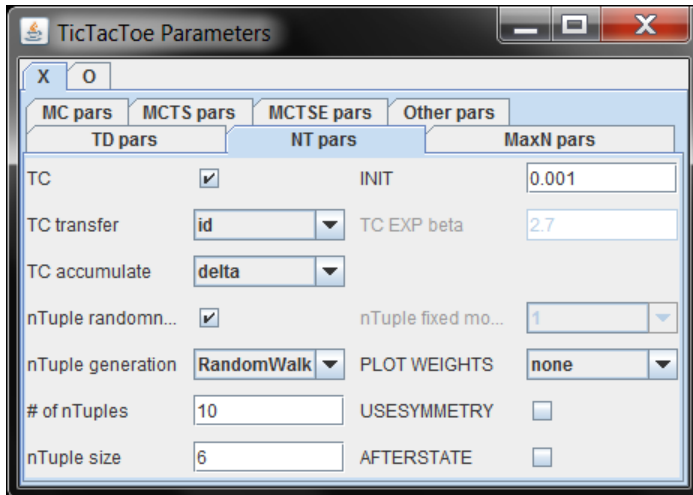 TicTacToe Parameters
X O
MC pars MCTS pars MCTSE pars Other pars
TD pars NT pars MaxN pars
TC INIT 0.001
TC transfer id TC EXP beta 2.7
TC accumulate delta
nTuple randomn... nTuple fixed mo... 1
nTuple generation RandomWalk PLOT WEIGHTS none
# of nTuples 10 USESYMMETRY
nTuple size 6 AFTERSTATE